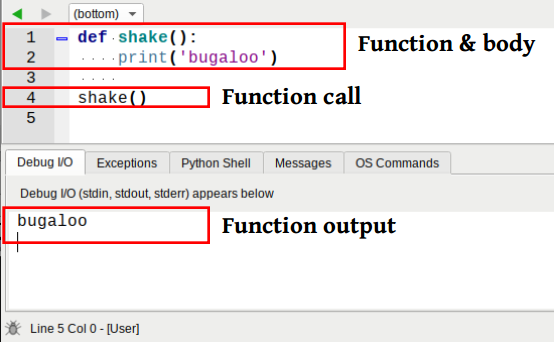 (bottom)
1 def shake():
Function & body
2 ····print('bugaloo')
3 ····
4 shake()
Function call
5
Debug I/O Exceptions Python Shell Messages OS Commands
Debug I/O (stdin, stdout, stderr) appears below
bugaloo
Function output
Line 5 Col 0 - [User]